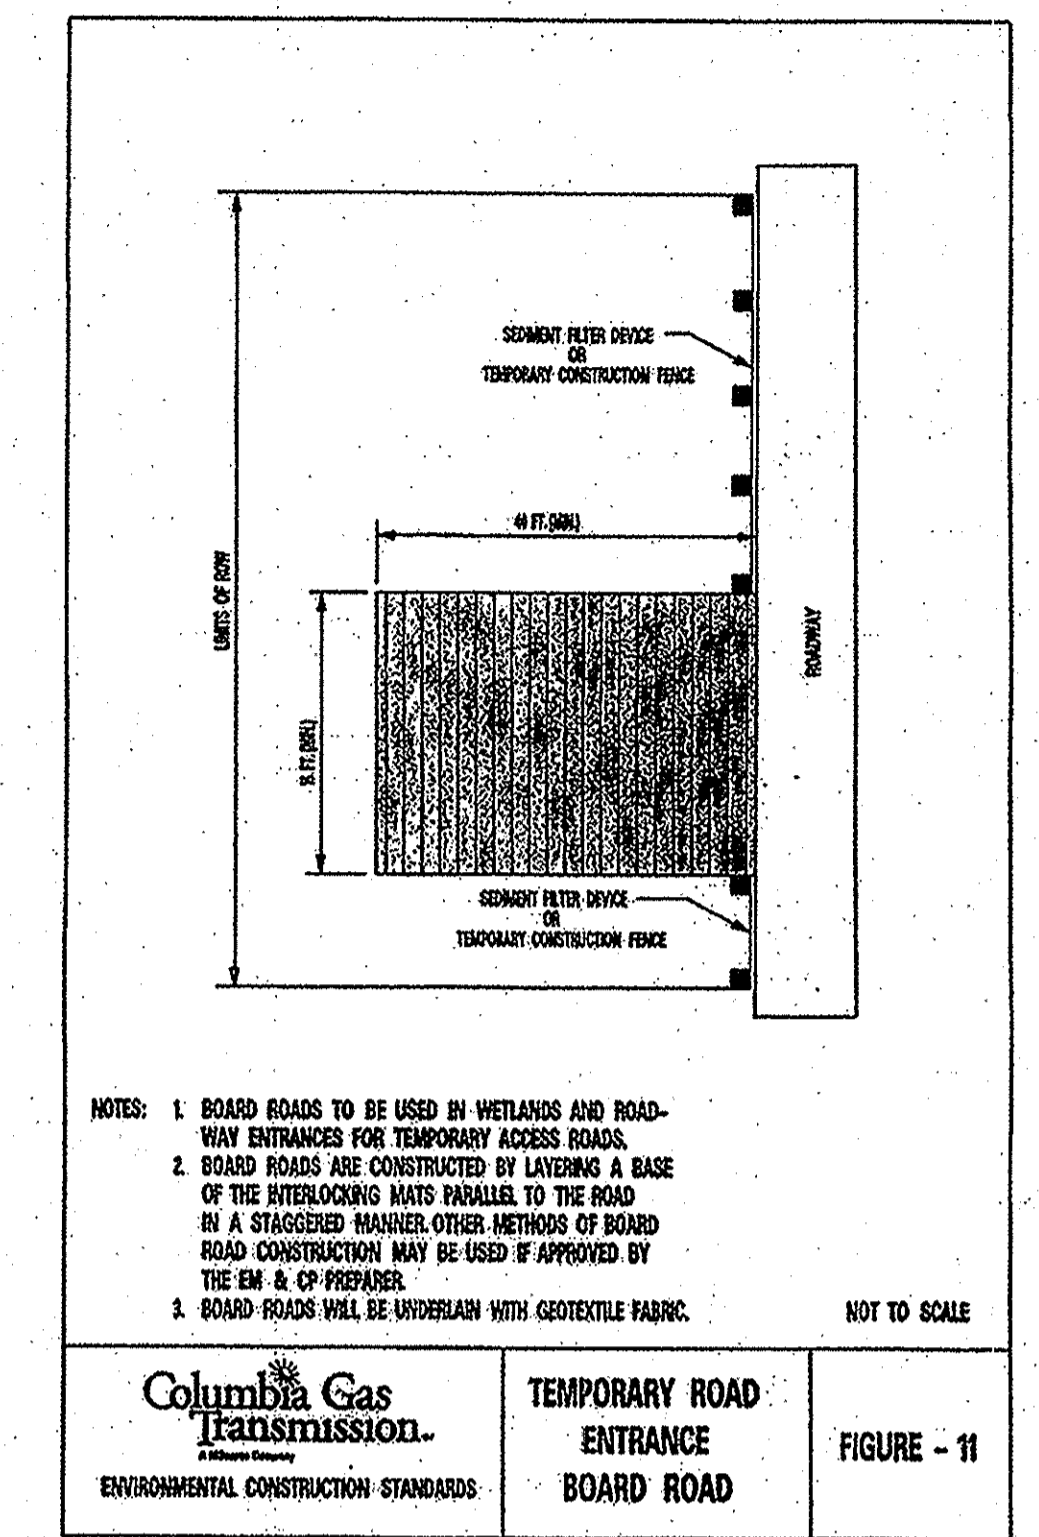 SEDIMENT FILTER DEVICE
OR
TEMPORARY CONSTRUCTION FENCE
LIMITS OF ROW
ROADWAY
SEDIMENT FILTER DEVICE
OR
TEMPORARY CONSTRUCTION FENCE
NOTES: 1. BOARD ROADS TO BE USED IN WETLANDS AND ROAD-
WAY ENTRANCES FOR TEMPORARY ACCESS ROADS.
2. BOARD ROADS ARE CONSTRUCTED BY LAYERING A BASE
OF THE INTERLOCKING MATS PARALLEL TO THE ROAD
IN A STAGGERED MANNER. OTHER METHODS OF BOARD
ROAD CONSTRUCTION MAY BE USED IF APPROVED BY
THE EM & CP PREPARER.
3. BOARD ROADS WILL BE UNDERLAIN WITH GEOTEXTILE FABRIC.
NOT TO SCALE
Columbia Gas
Transmission
A NiSource Company
ENVIRONMENTAL CONSTRUCTION STANDARDS
TEMPORARY ROAD
ENTRANCE
BOARD ROAD
FIGURE - 11